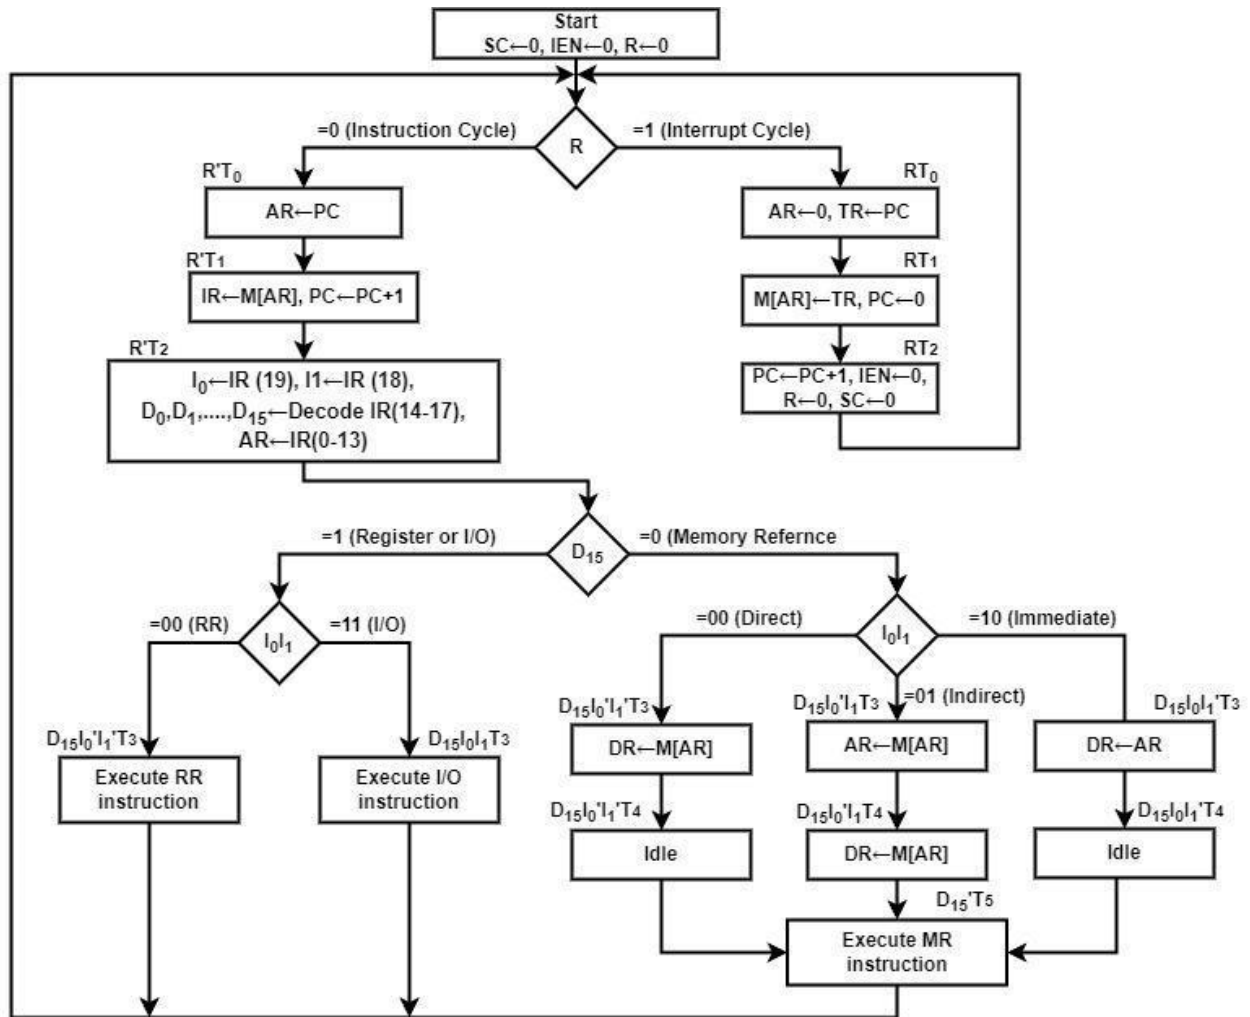 Start
SC←0, IEN←0, R←0
=0 (Instruction Cycle)
R
=1 (Interrupt Cycle)
R'T₀
AR←PC
R'T₁
IR←M[AR], PC←PC+1
R'T₂
I₀←IR (19), I1←IR (18),
D₀,D₁,....,D₁₅←Decode IR(14-17),
AR←IR(0-13)
RT₀
AR←0, TR←PC
RT₁
M[AR]←TR, PC←0
RT₂
PC←PC+1, IEN←0,
R←0, SC←0
=1 (Register or I/O)
D₁₅
=0 (Memory Refernce
=00 (RR)
I₀I₁
=11 (I/O)
D₁₅I₀'I₁'T₃
Execute RR
instruction
D₁₅I₀I₁T₃
Execute I/O
instruction
=00 (Direct)
I₀I₁
=10 (Immediate)
=01 (Indirect)
D₁₅I₀'I₁'T₃
DR←M[AR]
D₁₅I₀'I₁'T₄
Idle
D₁₅I₀'I₁T₃
AR←M[AR]
D₁₅I₀'I₁T₄
DR←M[AR]
D₁₅I₀I₁'T₃
DR←AR
D₁₅I₀I₁'T₄
Idle
D₁₅'T₅
Execute MR
instruction